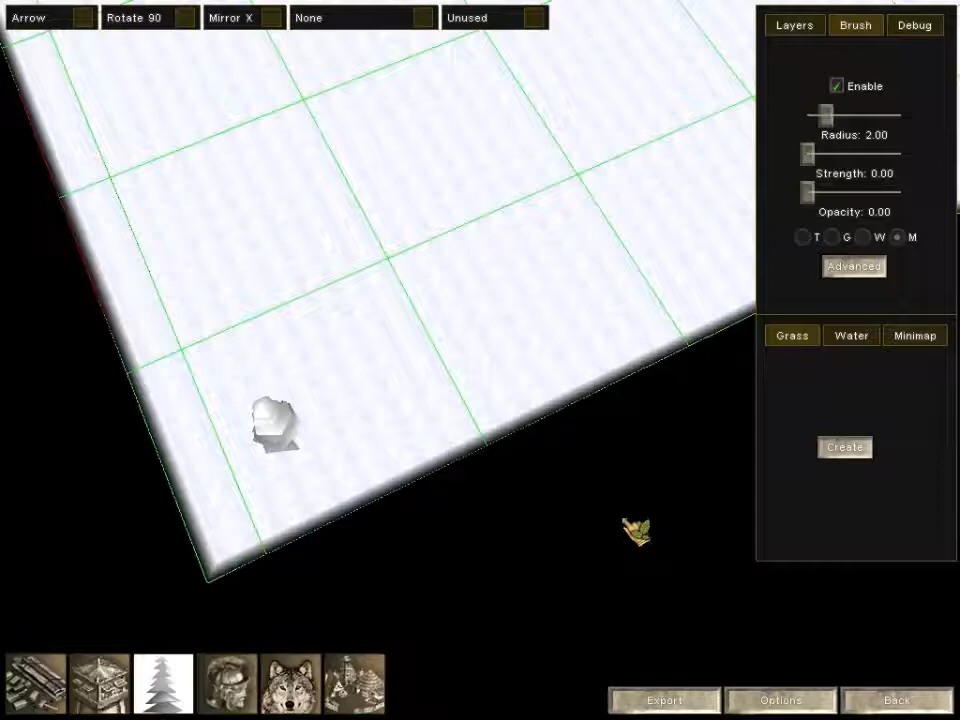 Arrow Rotate 90 Mirror X None Unused
Layers Brush Debug
Enable
Radius: 2.00
Strength: 0.00
Opacity: 0.00
T G W M
Advanced
Grass Water Minimap
Create
Export Options Back